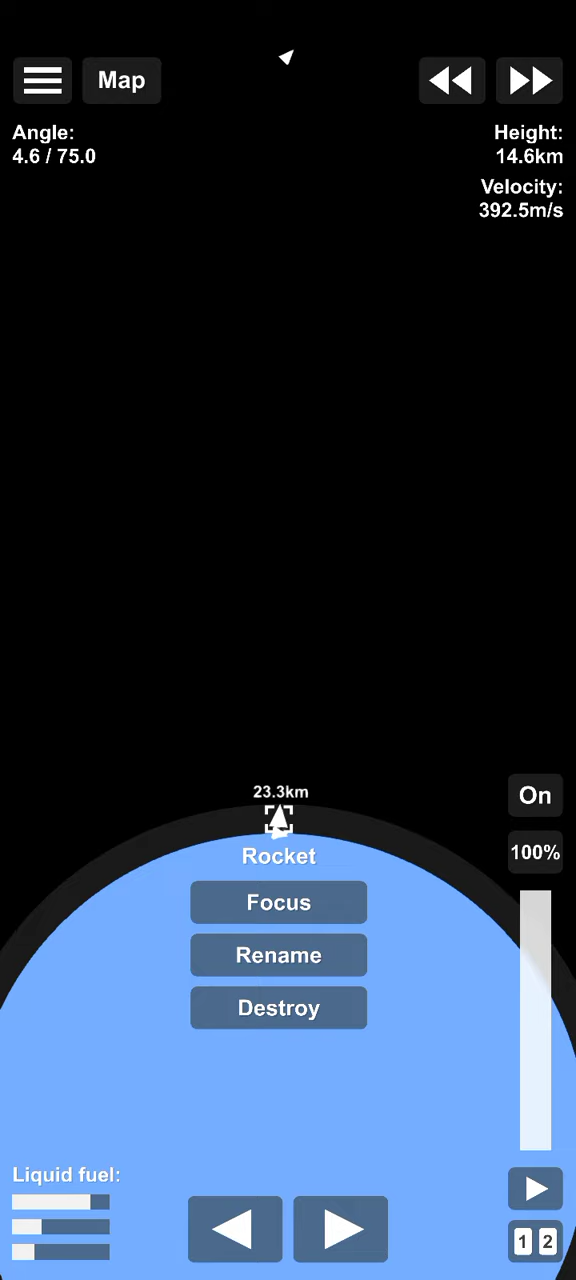 Map
Angle:
4.6 / 75.0
Height:
14.6km
Velocity:
392.5m/s
23.3km
Rocket
Focus
Rename
Destroy
On
100%
Liquid fuel:
1 2